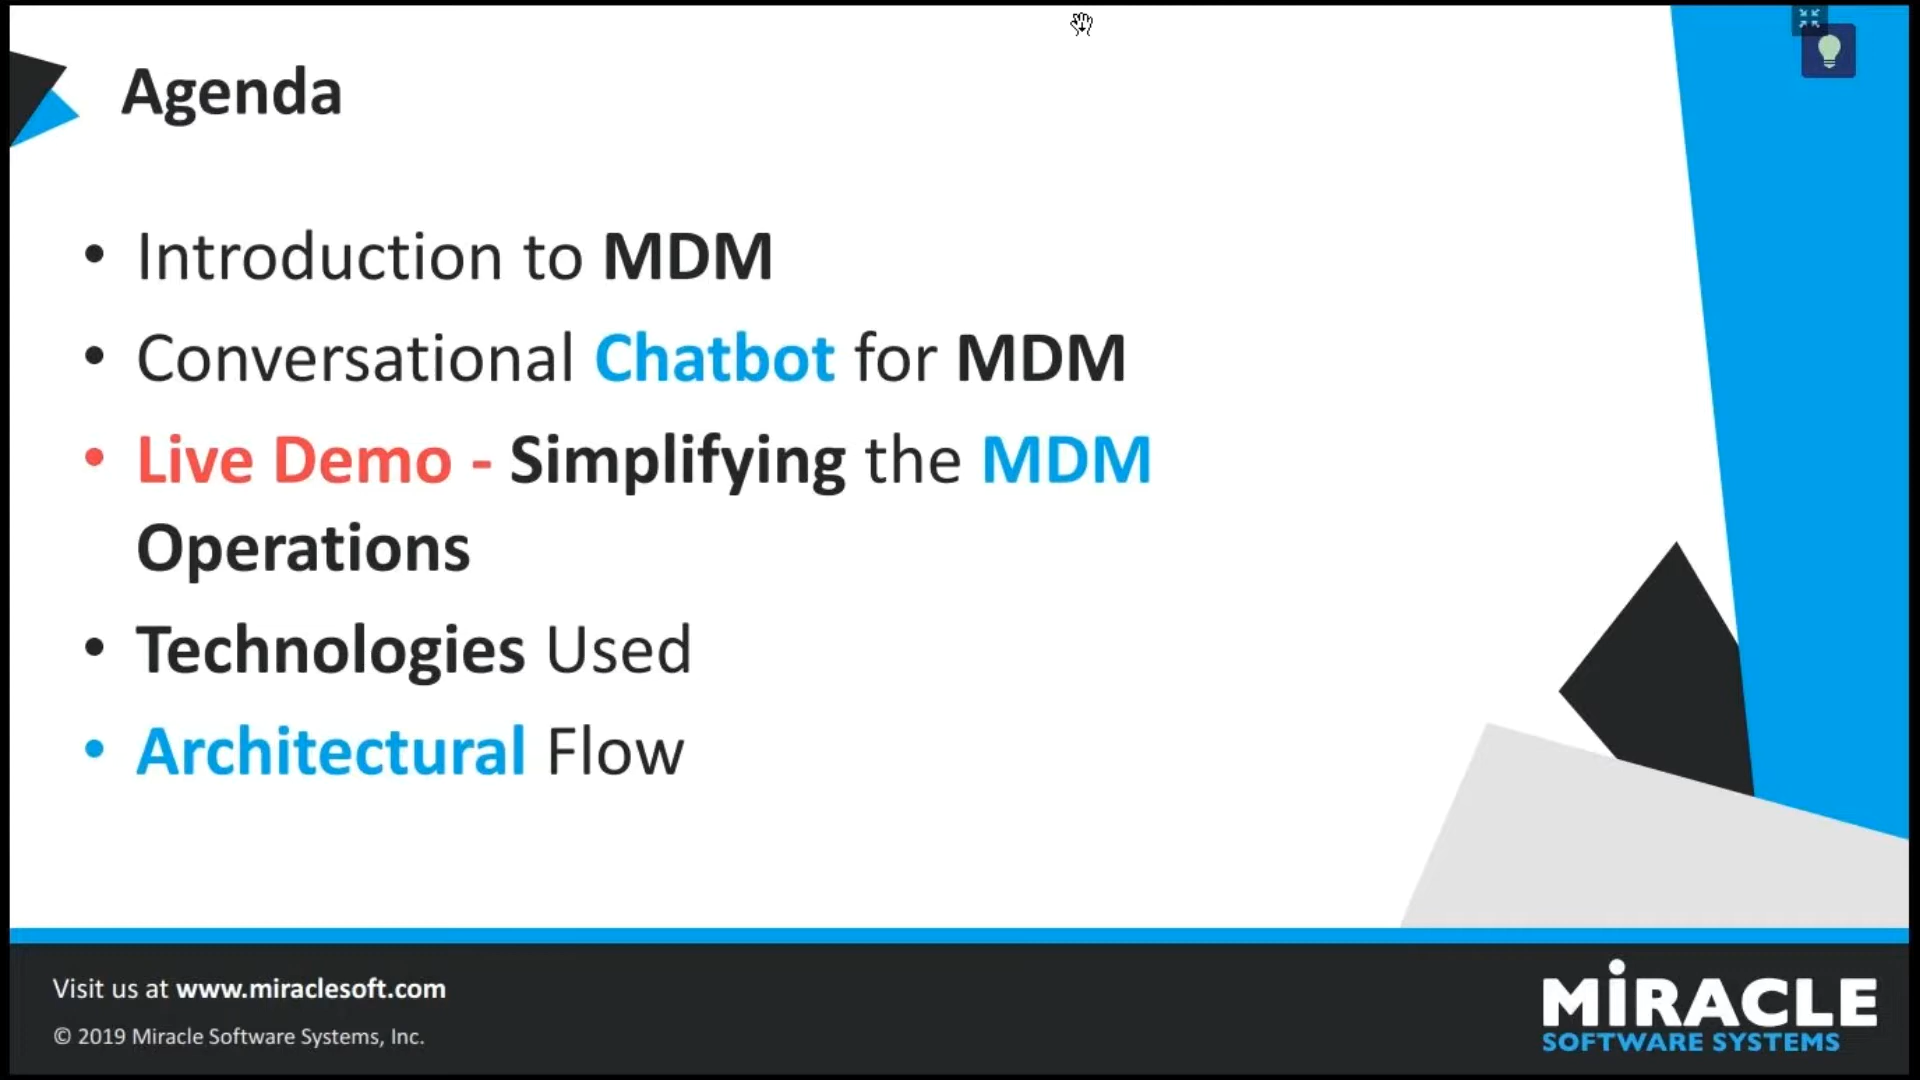 Agenda
• Introduction to MDM
• Conversational Chatbot for MDM
• Live Demo - Simplifying the MDM
Operations
• Technologies Used
• Architectural Flow
Visit us at www.miraclesoft.com
© 2019 Miracle Software Systems, Inc.
MiRACLE
SOFTWARE SYSTEMS